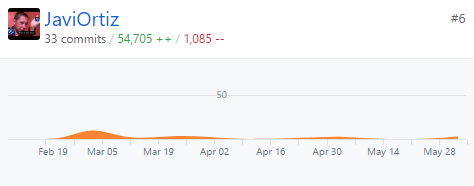 JaviOrtiz
#6
33 commits / 54,705 ++ / 1,085 --
50
Feb 19 Mar 05 Mar 19 Apr 02 Apr 16 Apr 30 May 14 May 28